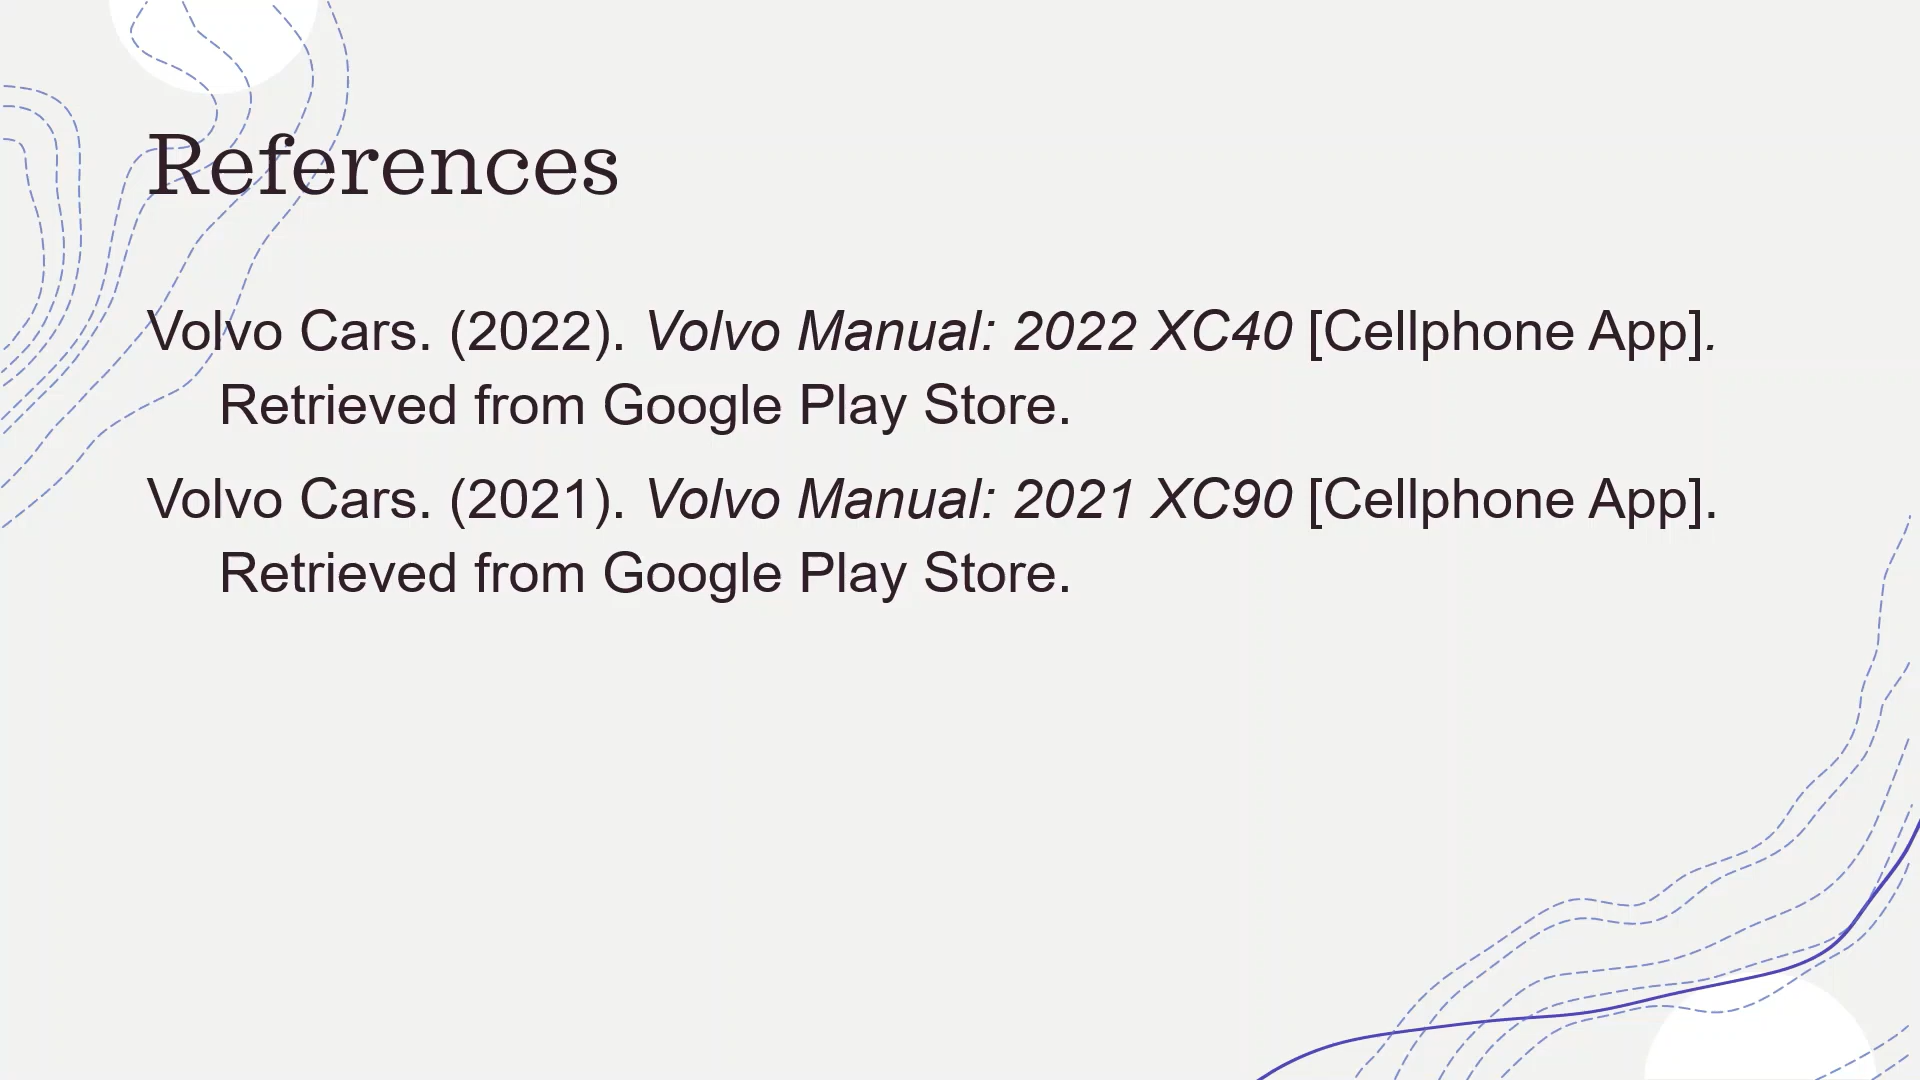 References
Volvo Cars. (2022). Volvo Manual: 2022 XC40 [Cellphone App].
Retrieved from Google Play Store.
Volvo Cars. (2021). Volvo Manual: 2021 XC90 [Cellphone App].
Retrieved from Google Play Store.